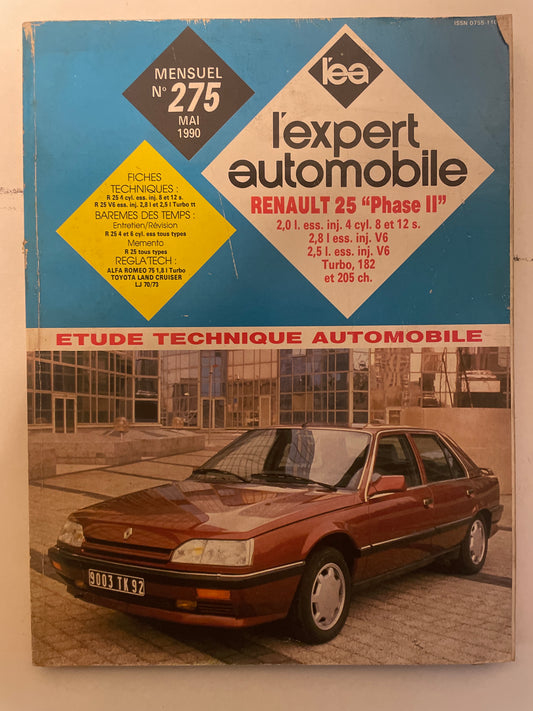 ISSN 0755-110
MENSUEL
N° 275
MAI
1990
l'ea
l'expert
automobile
RENAULT 25 "Phase II"
2,0 l. ess. inj. 4 cyl. 8 et 12 s.
2,8 l ess. inj. V6
2,5 l. ess. inj. V6
Turbo, 182
et 205 ch.
FICHES
TECHNIQUES :
R 25 4 cyl. ess. inj. 8 et 12 s.
R 25 V6 ess. inj. 2,8 l et 2,5 l Turbo tt
BAREMES DES TEMPS :
Entretien/Révision
R 25 4 et 6 cyl. ess tous types
Memento
R 25 tous types
REGLA'TECH :
ALFA ROMEO 75 1,8 l Turbo
TOYOTA LAND CRUISER
LJ 70/73
ETUDE TECHNIQUE AUTOMOBILE
9003 TK 92